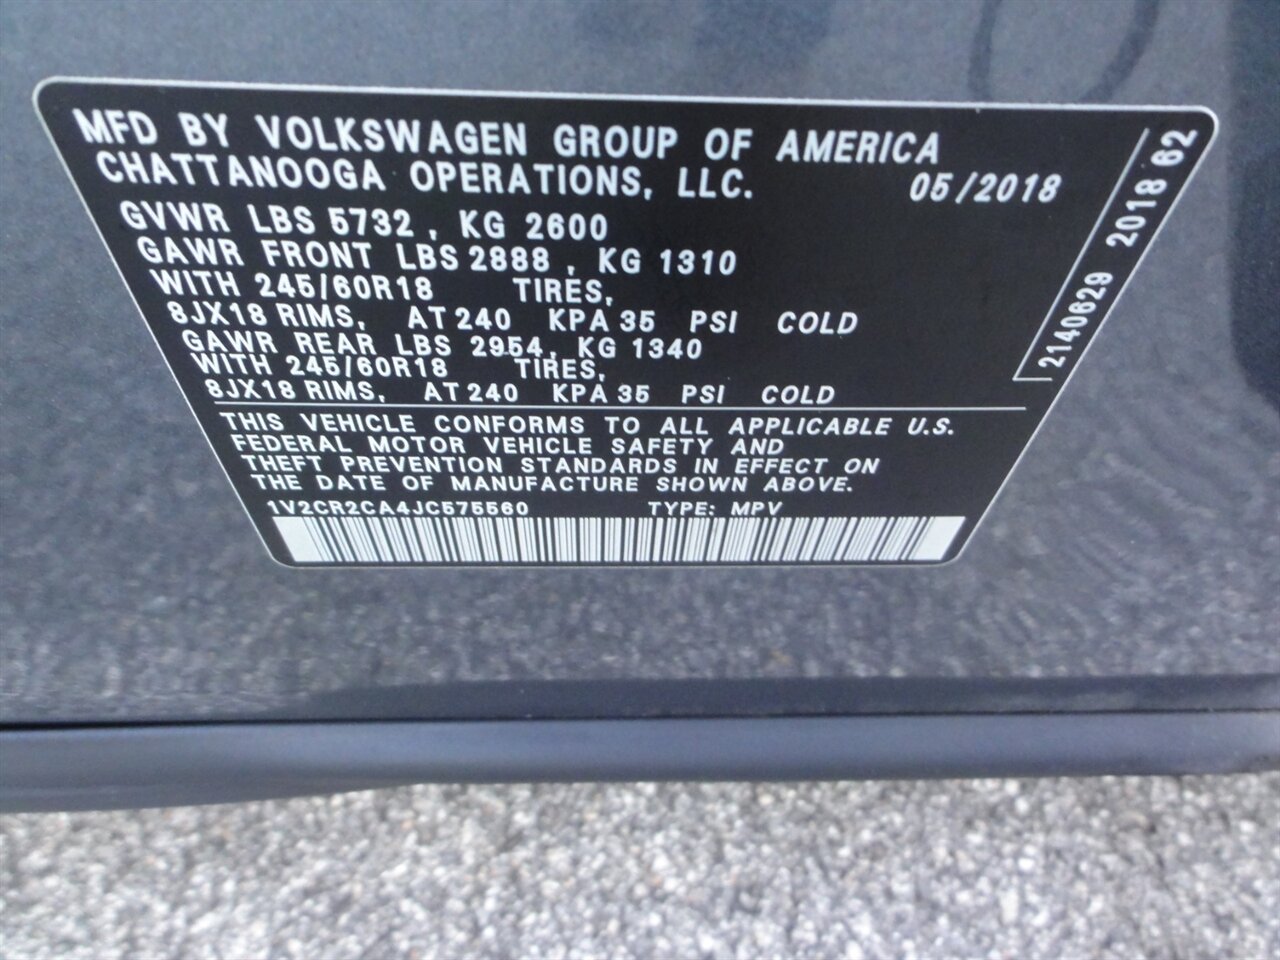 MFD BY VOLKSWAGEN GROUP OF AMERICA
CHATTANOOGA OPERATIONS, LLC. 05/2018
GVWR LBS 5732 , KG 2600
GAWR FRONT LBS 2888 , KG 1310
WITH 245/60R18 TIRES,
8JX18 RIMS, AT 240 KPA 35 PSI COLD
GAWR REAR LBS 2954, KG 1340
WITH 245/60R18 TIRES,
8JX18 RIMS, AT 240 KPA 35 PSI COLD
THIS VEHICLE CONFORMS TO ALL APPLICABLE U.S.
FEDERAL MOTOR VEHICLE SAFETY AND
THEFT PREVENTION STANDARDS IN EFFECT ON
THE DATE OF MANUFACTURE SHOWN ABOVE.
1V2CR2CA4JC575560 TYPE: MPV
2140629 2018 62